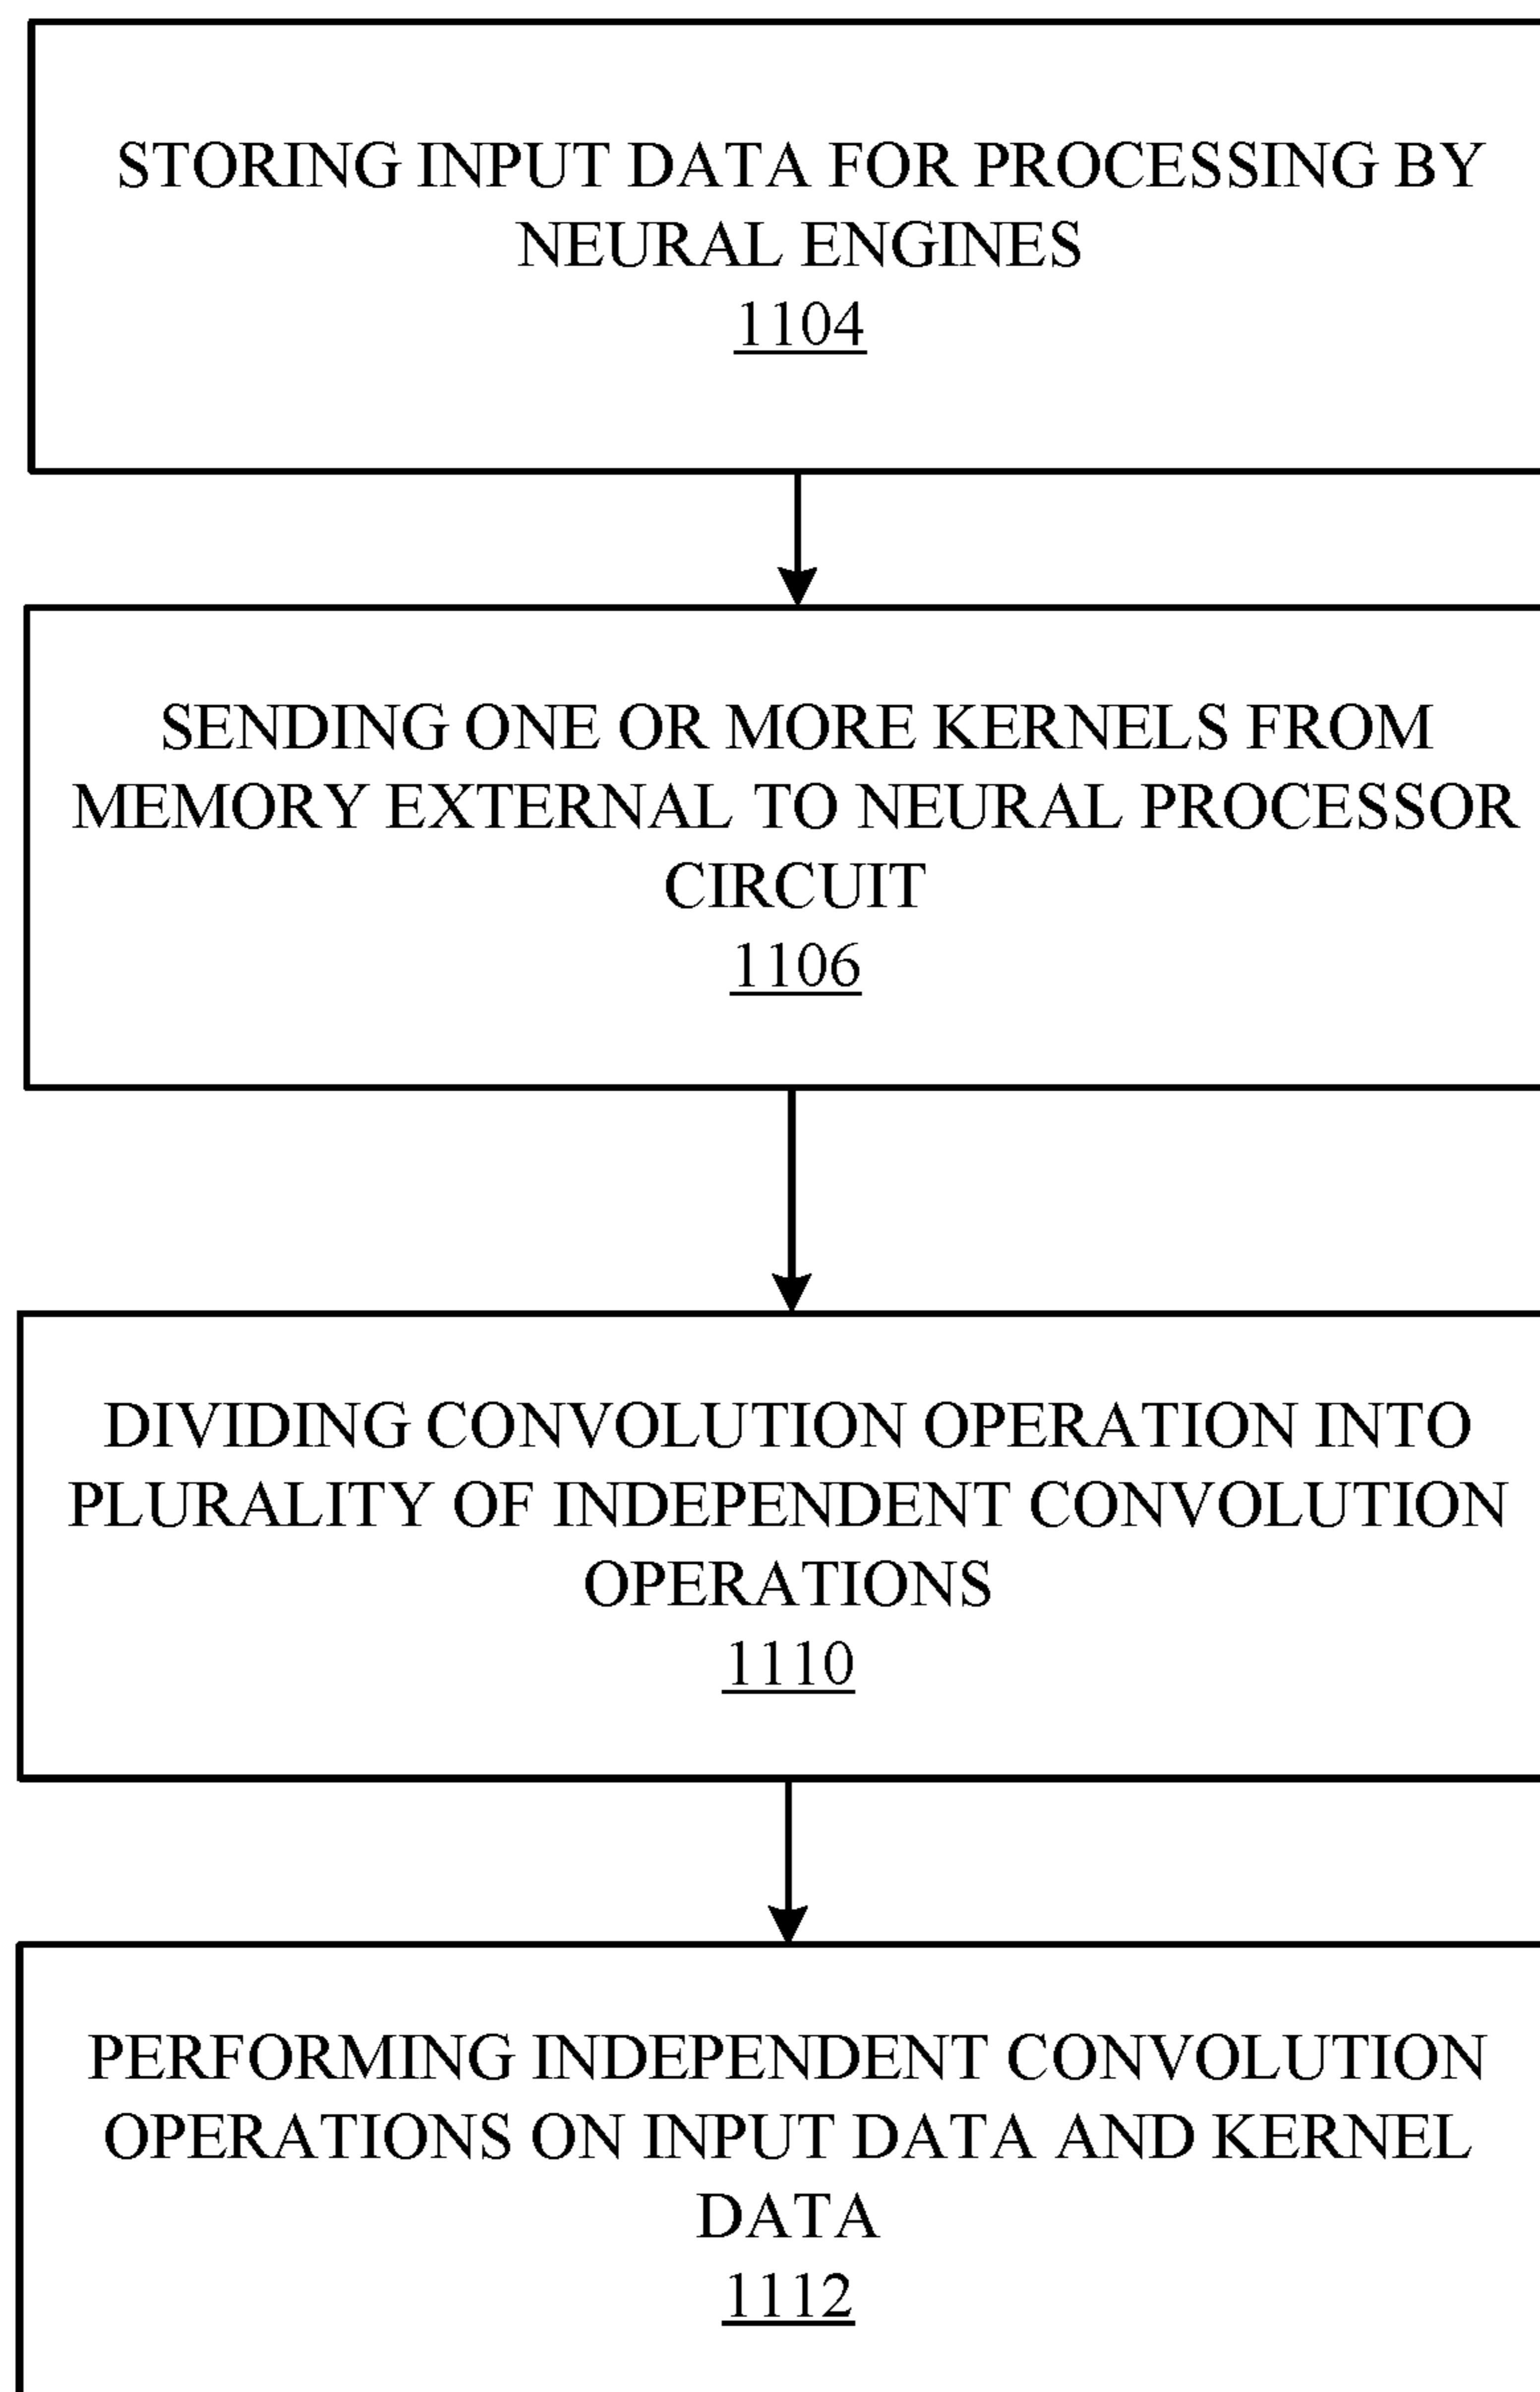 STORING INPUT DATA FOR PROCESSING BY
NEURAL ENGINES
1104
SENDING ONE OR MORE KERNELS FROM
MEMORY EXTERNAL TO NEURAL PROCESSOR
CIRCUIT
1106
DIVIDING CONVOLUTION OPERATION INTO
PLURALITY OF INDEPENDENT CONVOLUTION
OPERATIONS
1110
PERFORMING INDEPENDENT CONVOLUTION
OPERATIONS ON INPUT DATA AND KERNEL
DATA
1112